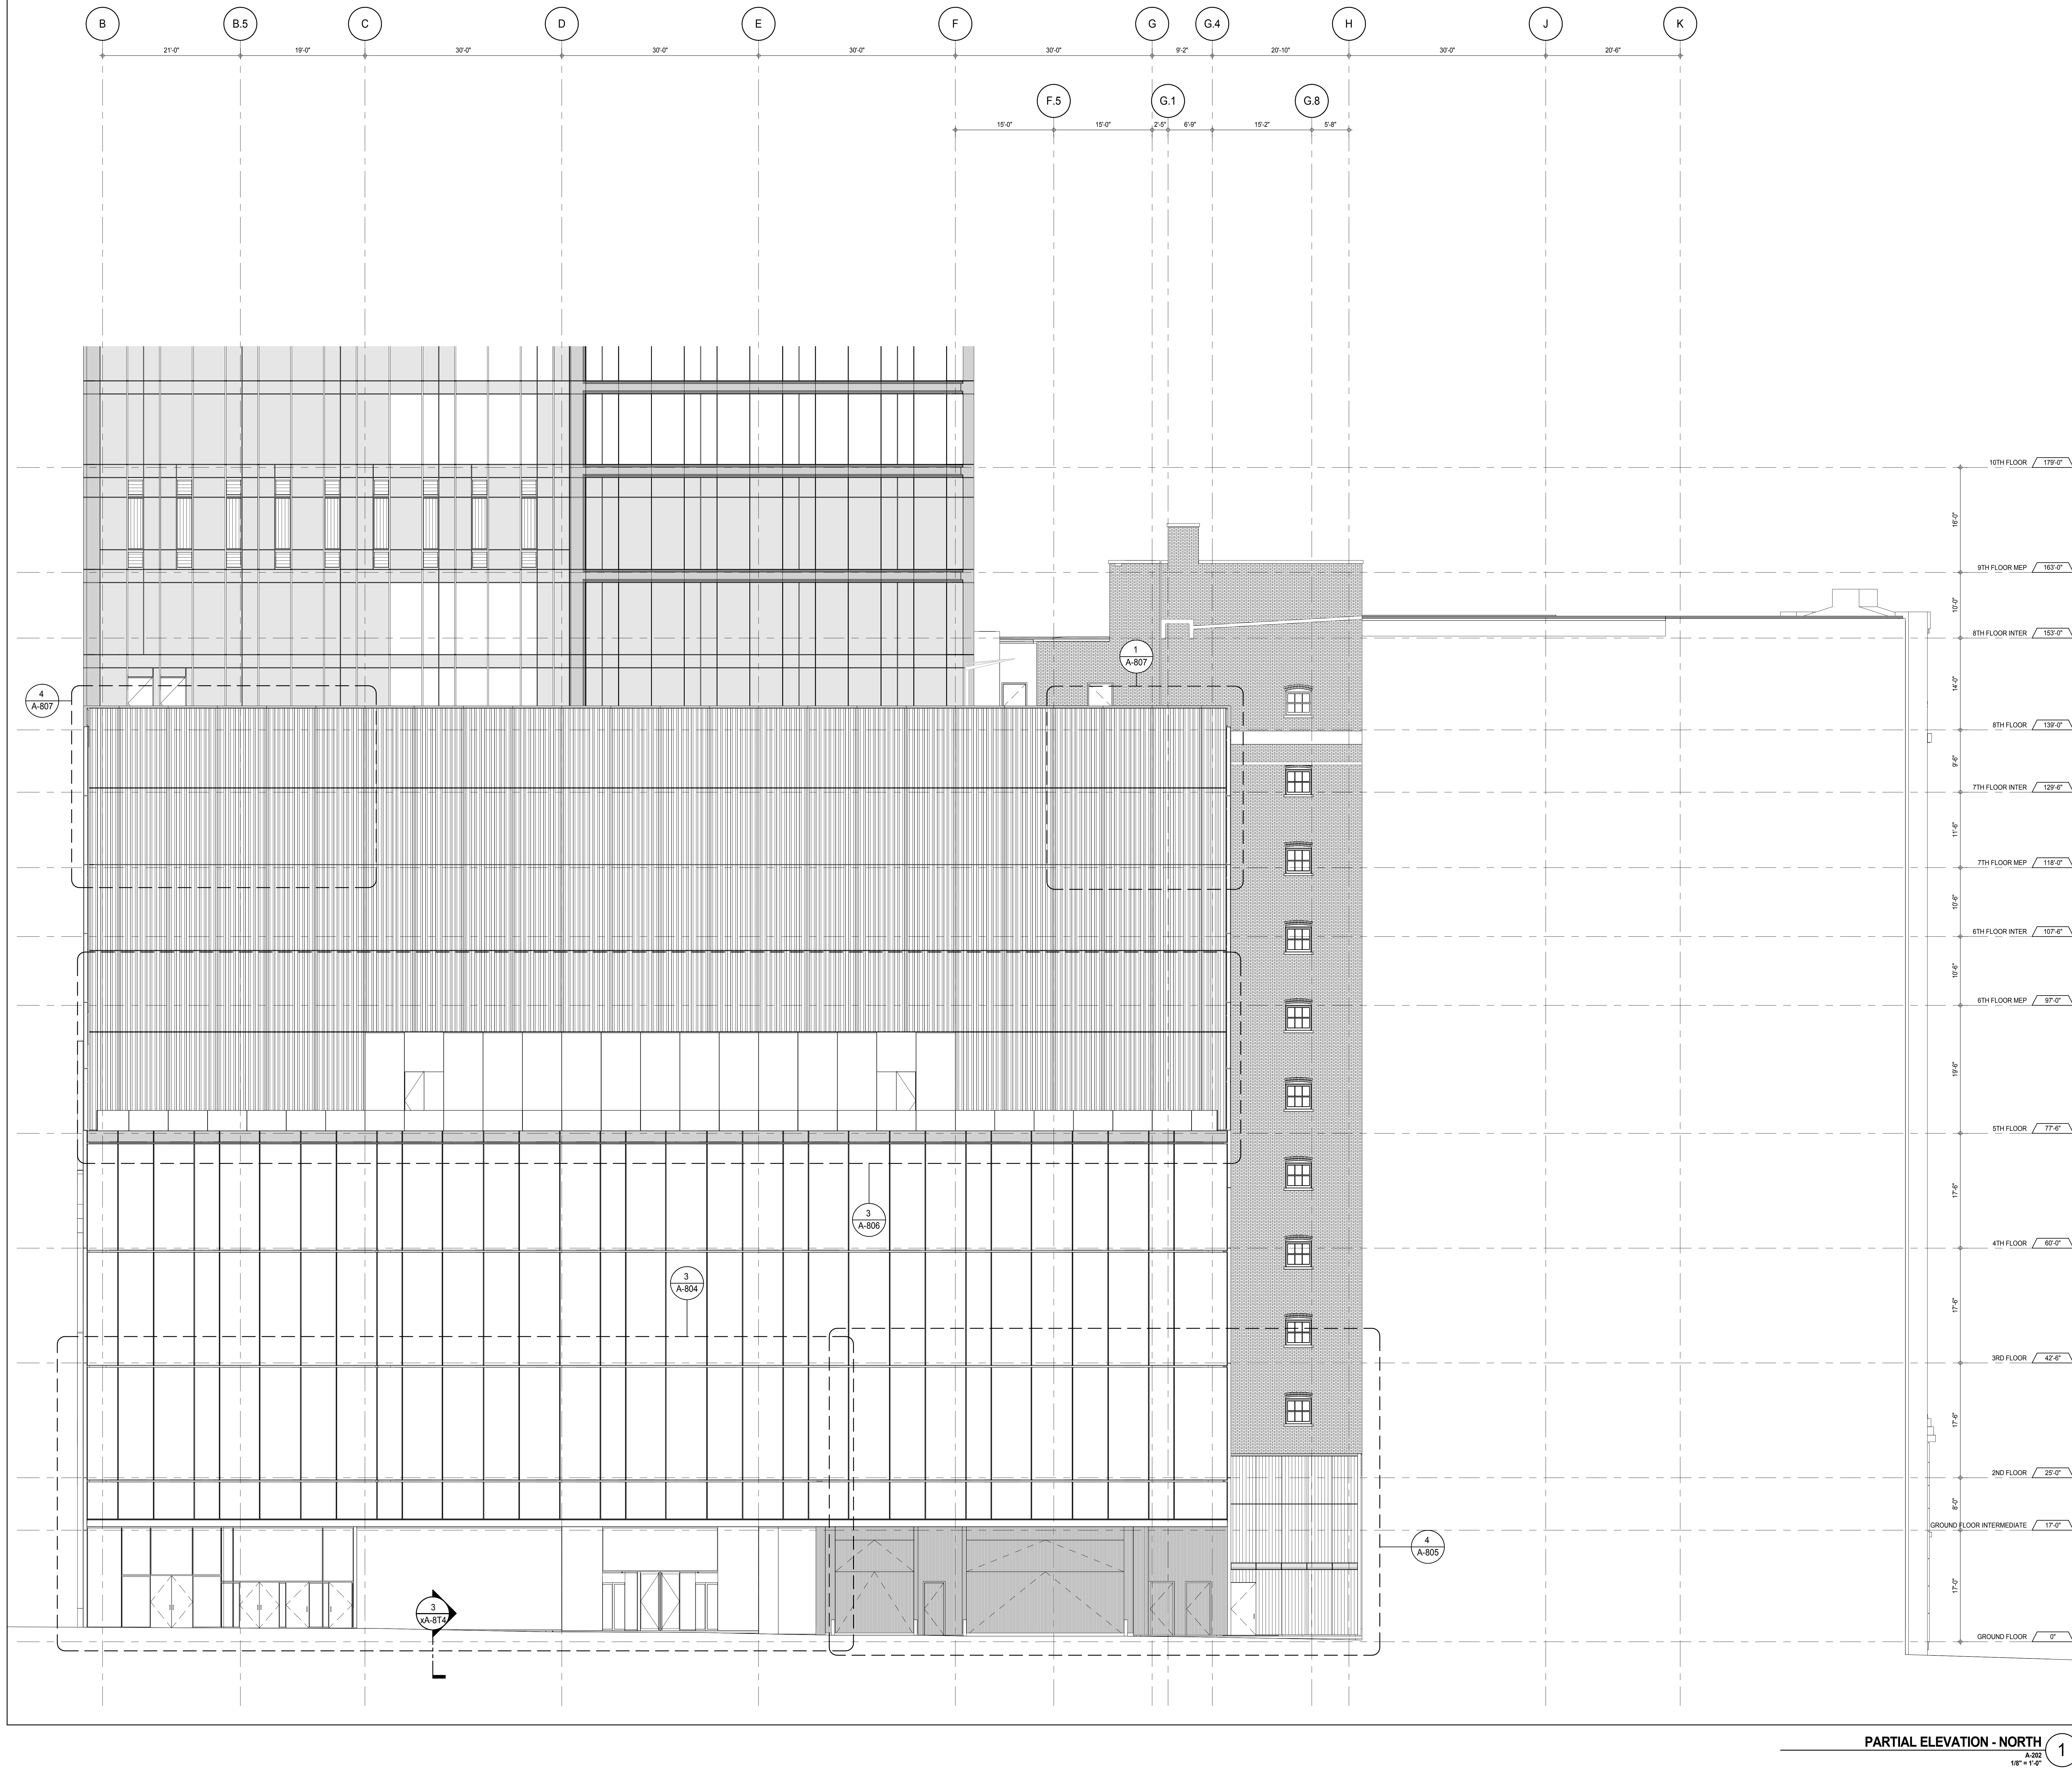 B B.5 C D E F G G.4 H J K
21'-0" 19'-0" 30'-0" 30'-0" 30'-0" 30'-0" 9'-2" 20'-10" 30'-0" 20'-6"
F.5 G.1 G.8
15'-0" 15'-0" 2'-5" 6'-9" 15'-2" 5'-8"
10TH FLOOR 179'-0"
16'-0"
9TH FLOOR MEP 163'-0"
10'-0"
8TH FLOOR INTER 153'-0"
1
A-807
14'-0"
4
A-807
8TH FLOOR 139'-0"
9'-6"
7TH FLOOR INTER 129'-6"
11'-6"
7TH FLOOR MEP 118'-0"
10'-6"
6TH FLOOR INTER 107'-6"
10'-6"
6TH FLOOR MEP 97'-0"
19'-6"
5TH FLOOR 77'-6"
17'-6"
3
A-806
4TH FLOOR 60'-0"
3
A-804
17'-6"
3RD FLOOR 42'-6"
17'-6"
2ND FLOOR 25'-0"
8'-0"
GROUND FLOOR INTERMEDIATE 17'-0"
4
A-805
17'-0"
3
xA-8T4
GROUND FLOOR 0"
PARTIAL ELEVATION - NORTH 1
A-202
1/8" = 1'-0"